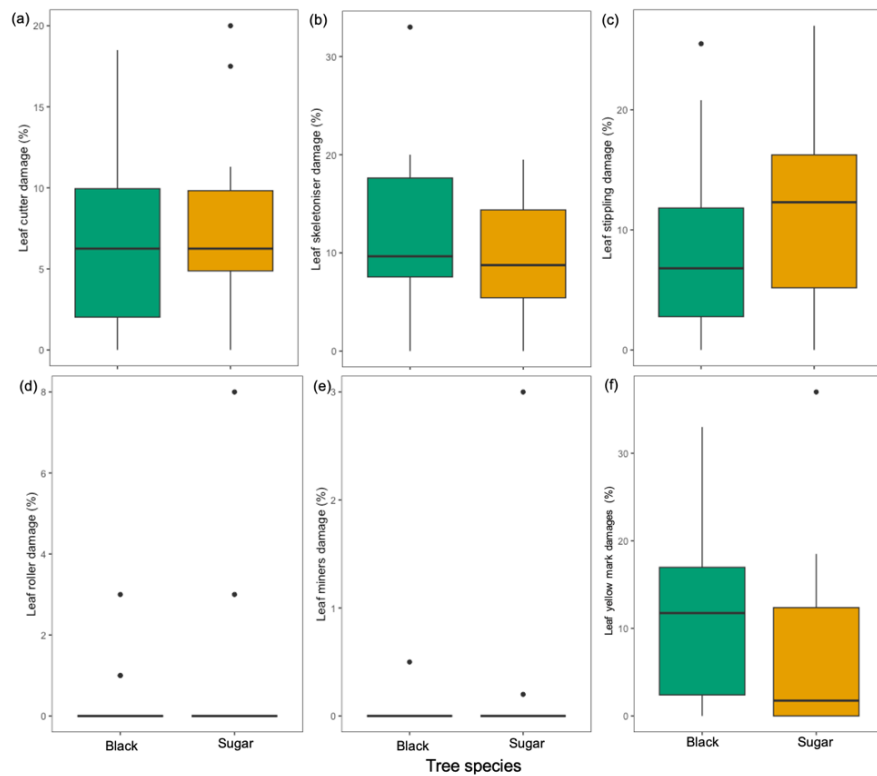 (a)
Leaf cutter damage (%)
20
15
10
5
0
(b)
Leaf skeletoniser damage (%)
30
20
10
0
(c)
Leaf stippling damage (%)
20
10
0
(d)
Leaf roller damage (%)
8
6
4
2
0
Black
Sugar
(e)
Leaf miners damage (%)
3
2
1
0
Black
Sugar
(f)
Leaf yellow mark damages (%)
30
20
10
0
Black
Sugar
Tree species